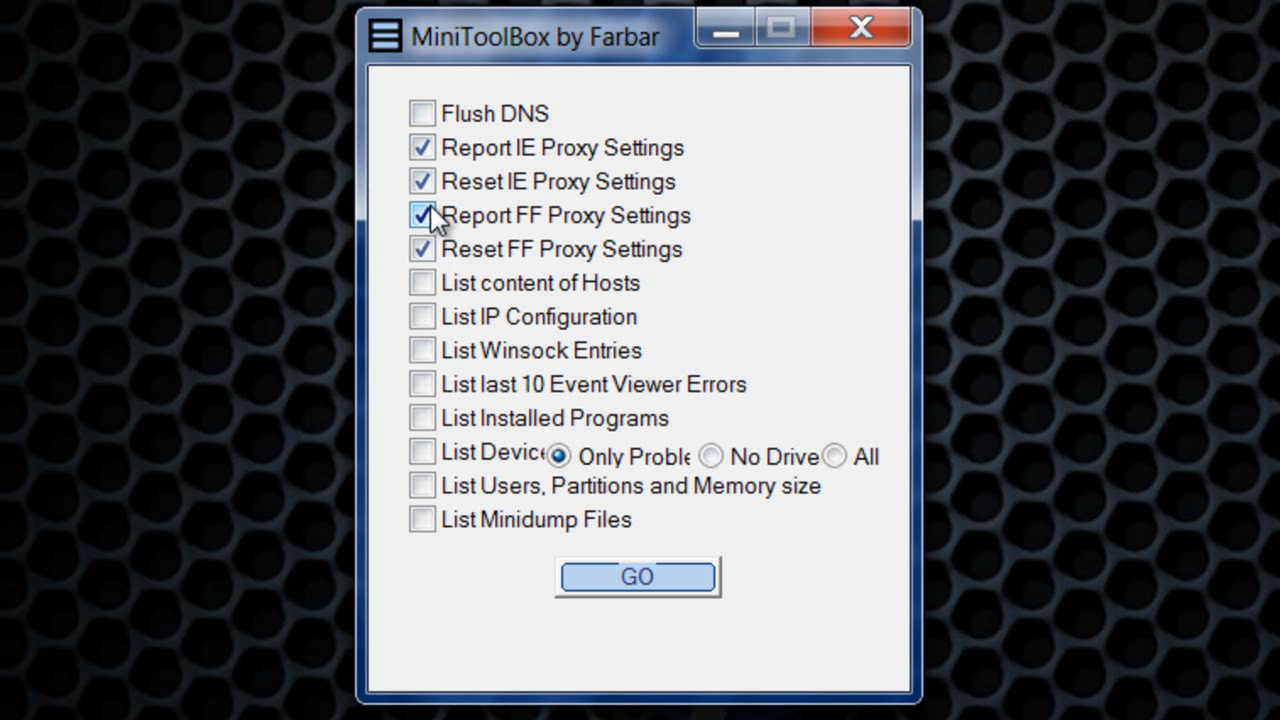 MiniToolBox by Farbar
Flush DNS
Report IE Proxy Settings
Reset IE Proxy Settings
Report FF Proxy Settings
Reset FF Proxy Settings
List content of Hosts
List IP Configuration
List Winsock Entries
List last 10 Event Viewer Errors
List Installed Programs
List Device Only Proble No Drive All
List Users, Partitions and Memory size
List Minidump Files
GO